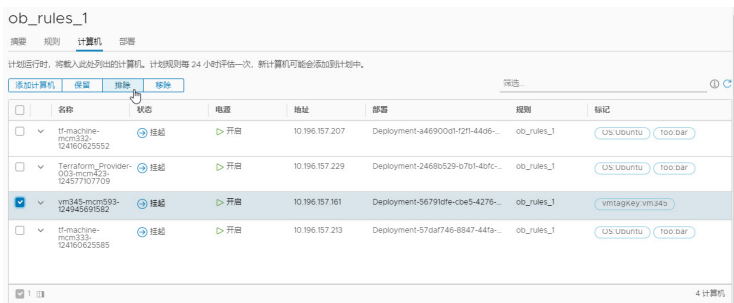 ob_rules_1
摘要 规则 计算机 部署
计划运行时，将载入此处列出的计算机。计划规则每 24 小时评估一次，新计算机可能会添加到计划中。
添加计算机 保留 排除 移除 筛选...
名称 状态 电源 地址 部署 规则 标记
tf-machine-mcm332-124160625552 挂起 开启 10.196.157.207 Deployment-a46900d1-f2f1-44d6-... ob_rules_1 OS:Ubuntu foo:bar
Terraform_Provider-003-mcm423-124577107709 挂起 开启 10.196.157.229 Deployment-2468b529-b7b1-4bfc-... ob_rules_1 OS:Ubuntu foo:bar
vm345-mcm593-124945691582 挂起 开启 10.196.157.161 Deployment-56791dfe-cbe5-4276-... ob_rules_1 vmtagKey:vm345
tf-machine-mcm333-124160625585 挂起 开启 10.196.157.213 Deployment-57daf746-8847-44fa-... ob_rules_1 OS:Ubuntu foo:bar
1 4 计算机